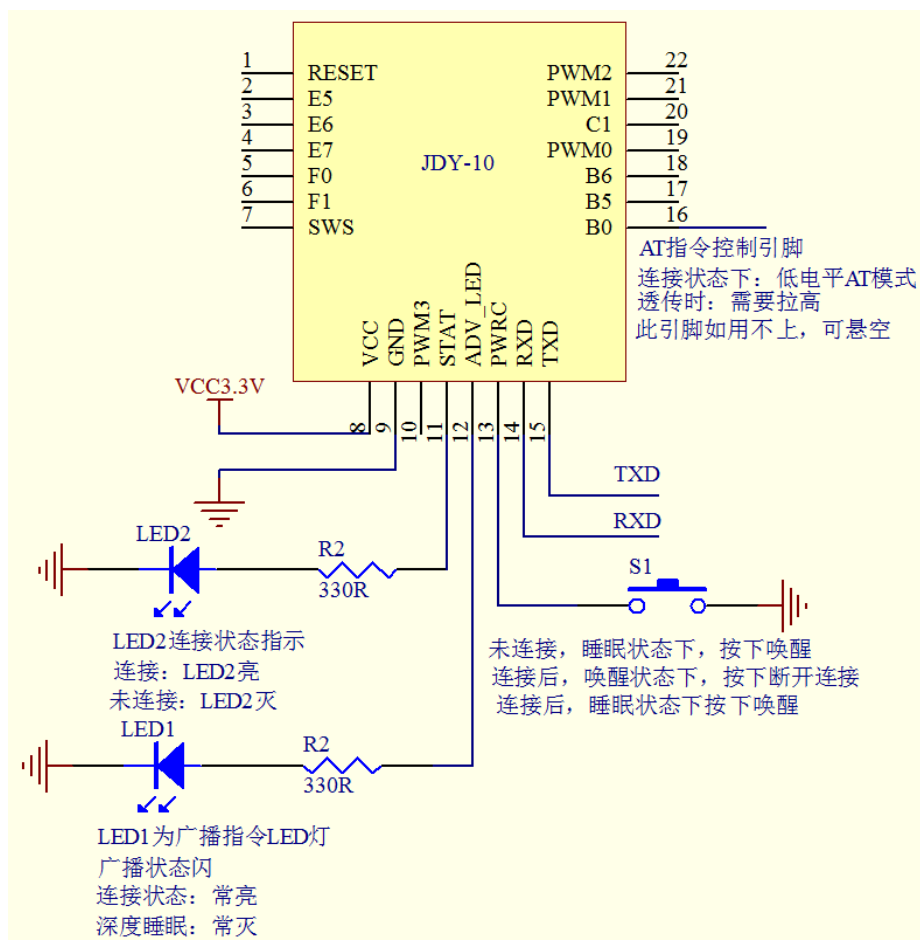 1 RESET
2 E5
3 E6
4 E7
5 F0
6 F1
7 SWS
JDY-10
PWM2 22
PWM1 21
C1 20
PWM0 19
B6 18
B5 17
B0 16
AT指令控制引脚
连接状态下：低电平AT模式
透传时：需要拉高
此引脚如用不上，可悬空
VCC
GND
PWM3
STAT
ADV_LED
PWRC
RXD
TXD
8
9
10
11
12
13
14
15
VCC3.3V
TXD
RXD
LED2
R2
330R
S1
LED2连接状态指示
连接：LED2亮
未连接：LED2灭
未连接，睡眠状态下，按下唤醒
连接后，唤醒状态下，按下断开连接
连接后，睡眠状态下按下唤醒
LED1
R2
330R
LED1为广播指令LED灯
广播状态闪
连接状态：常亮
深度睡眠：常灭